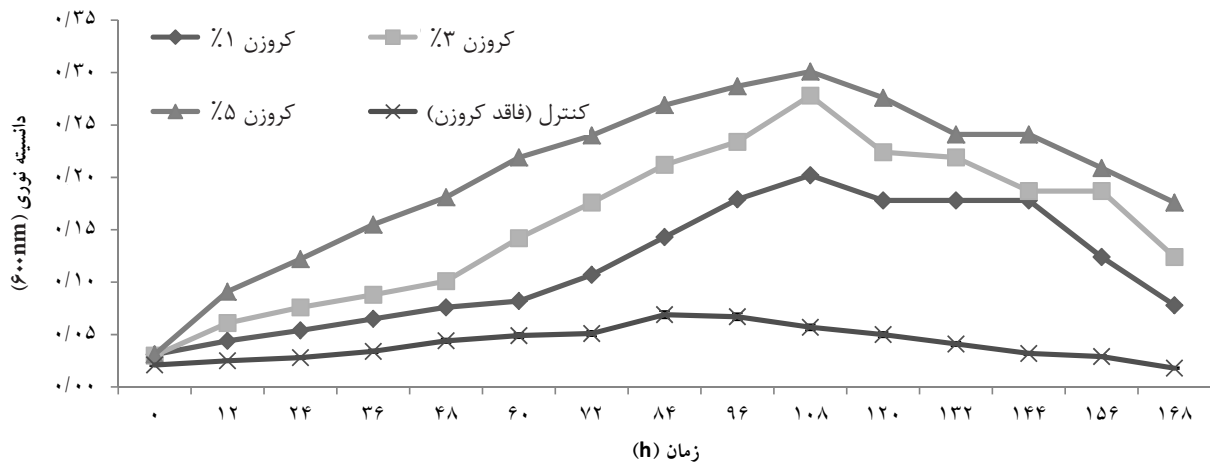 ۰/۳۵
۰/۳۰
۰/۲۵
۰/۲۰
۰/۱۵
۰/۱۰
۰/۰۵
۰/۰۰
دانسیته نوری (۶۰۰nm)
کروزن ۱٪
کروزن ۳٪
کروزن ۵٪
کنترل (فاقد کروزن)
۰ ۱۲ ۲۴ ۳۶ ۴۸ ۶۰ ۷۲ ۸۴ ۹۶ ۱۰۸ ۱۲۰ ۱۳۲ ۱۴۴ ۱۵۶ ۱۶۸
زمان (h)